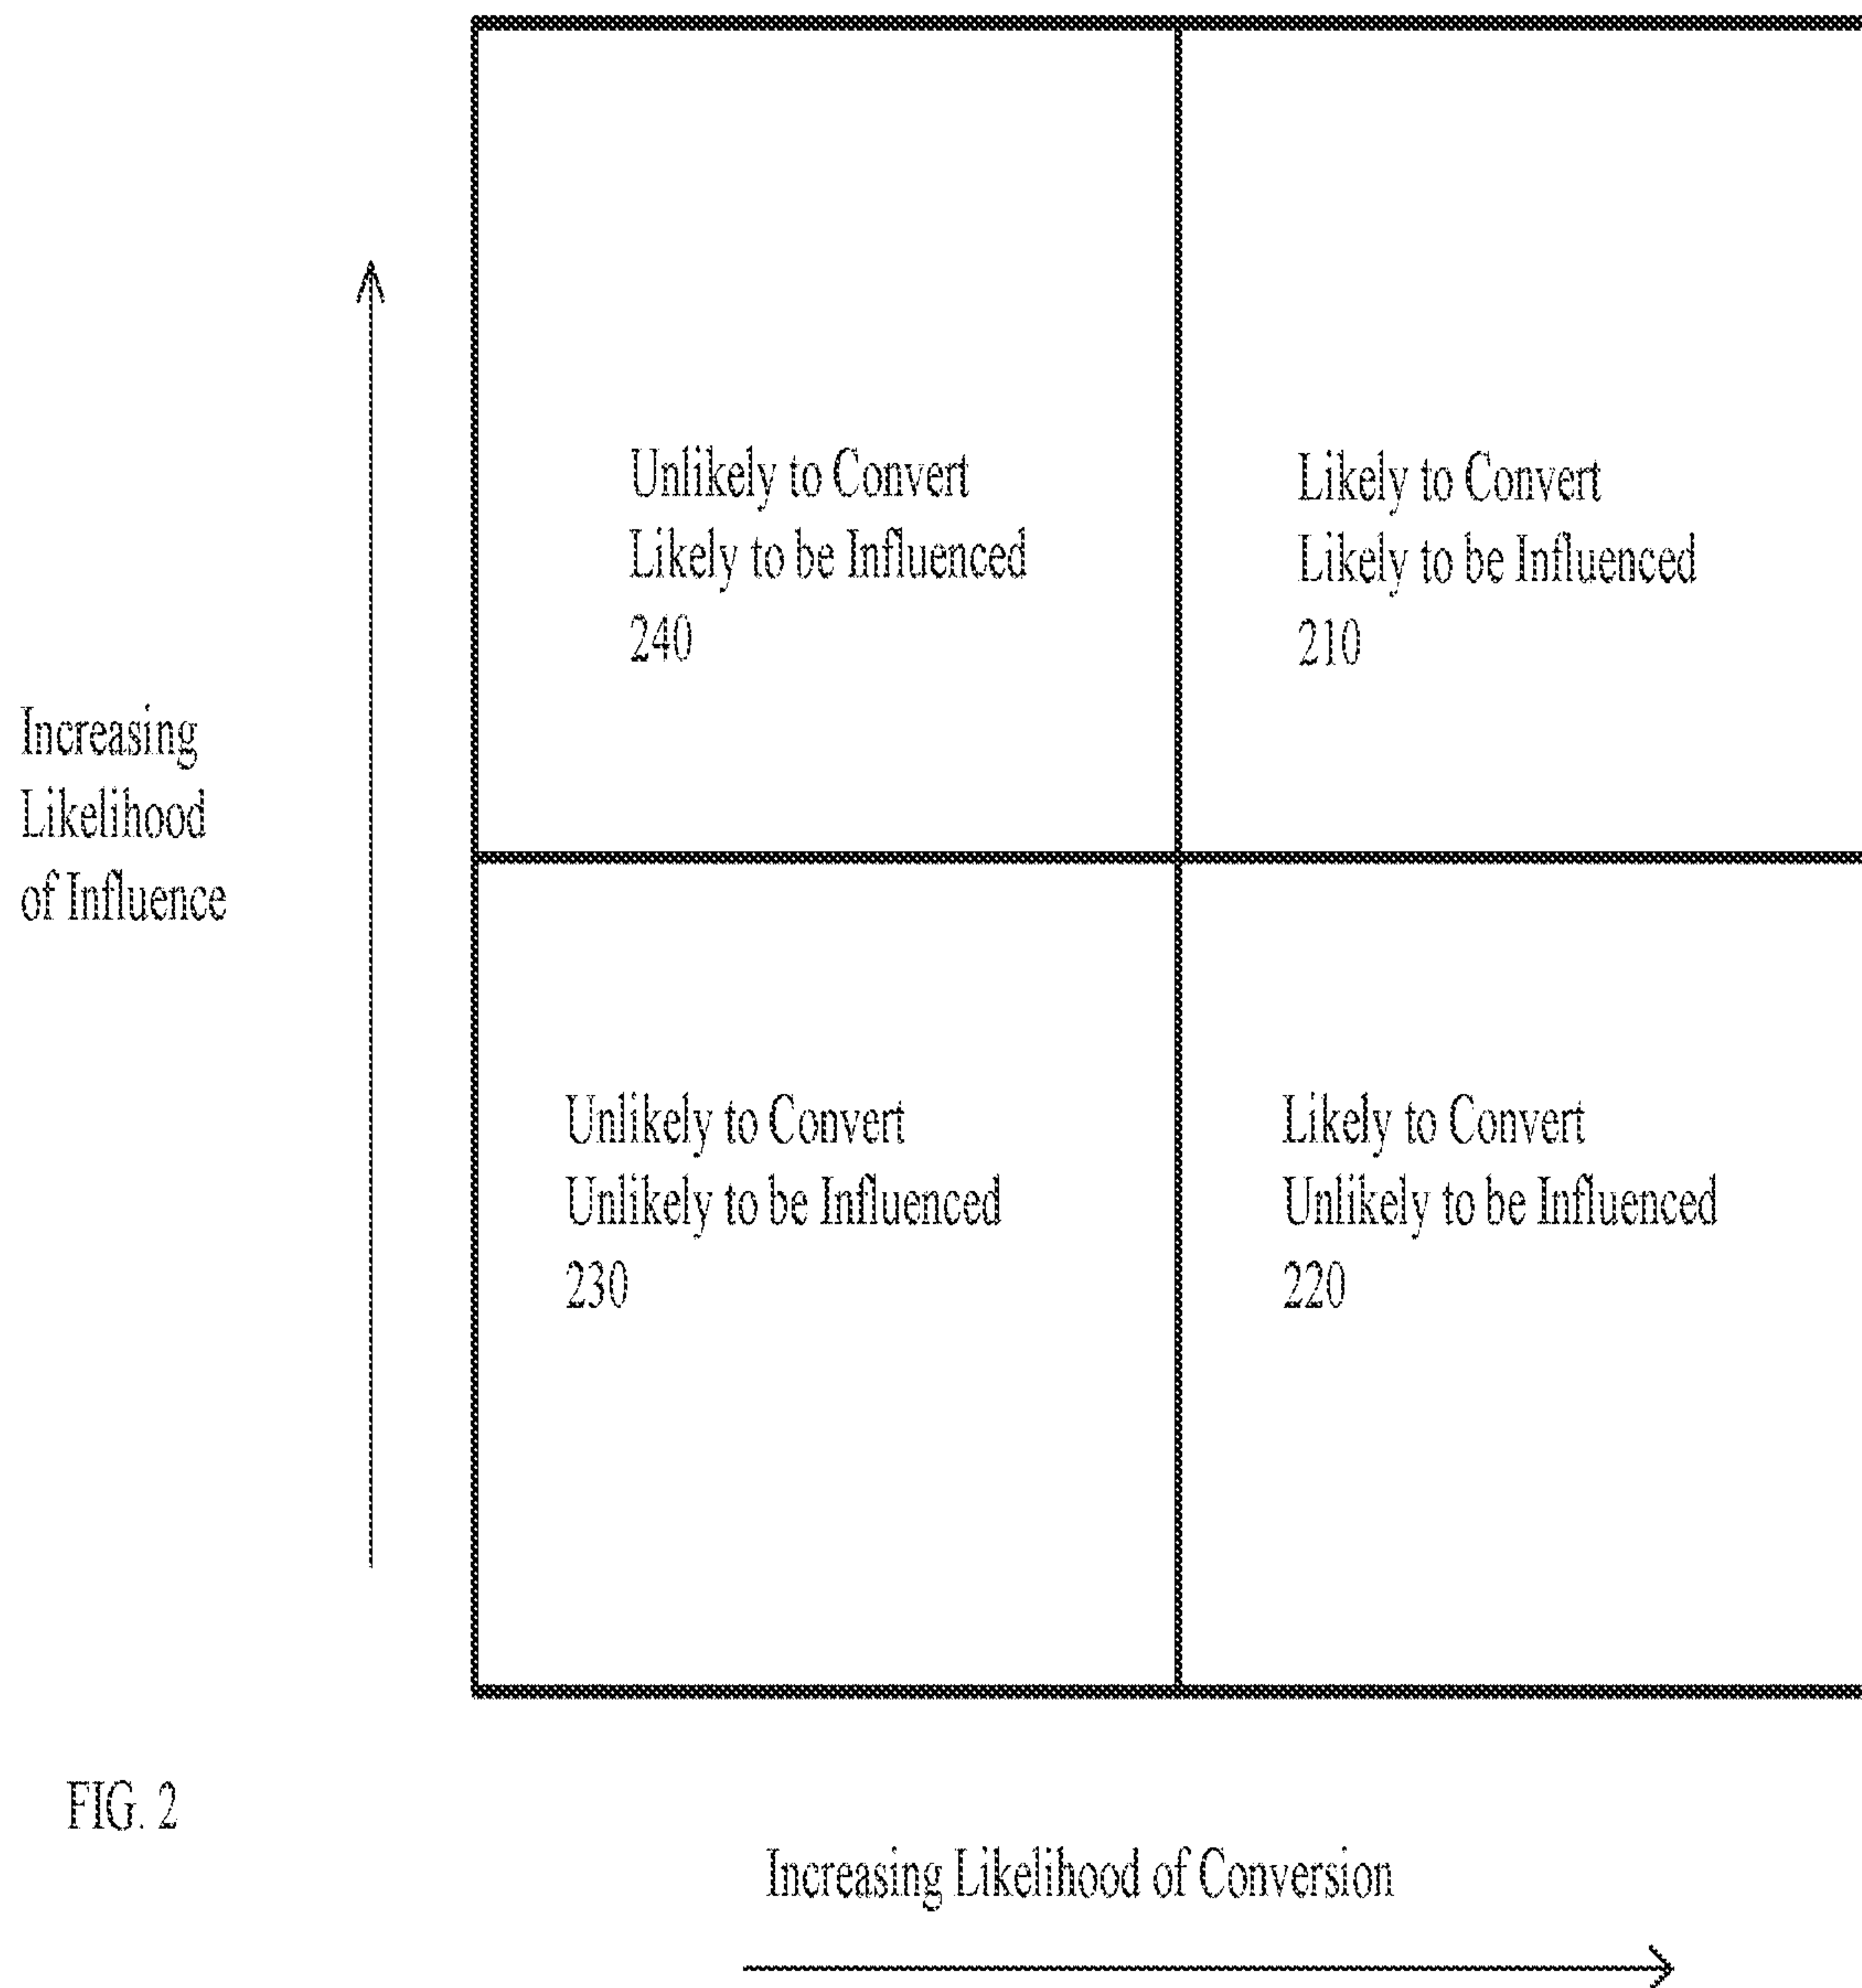 Unlikely to Convert
Likely to be Influenced
240
Likely to Convert
Likely to be Influenced
210
Increasing
Likelihood
of Influence
Unlikely to Convert
Unlikely to be Influenced
230
Likely to Convert
Unlikely to be Influenced
220
FIG. 2
Increasing Likelihood of Conversion